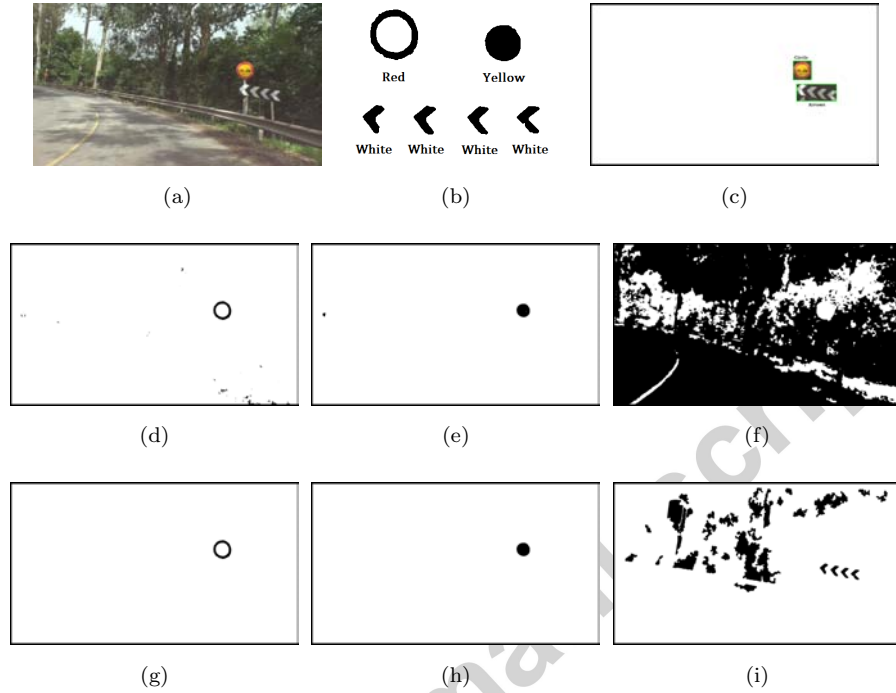 Red
Yellow
White White White White
(a)
(b)
(c)
(d)
(e)
(f)
(g)
(h)
(i)